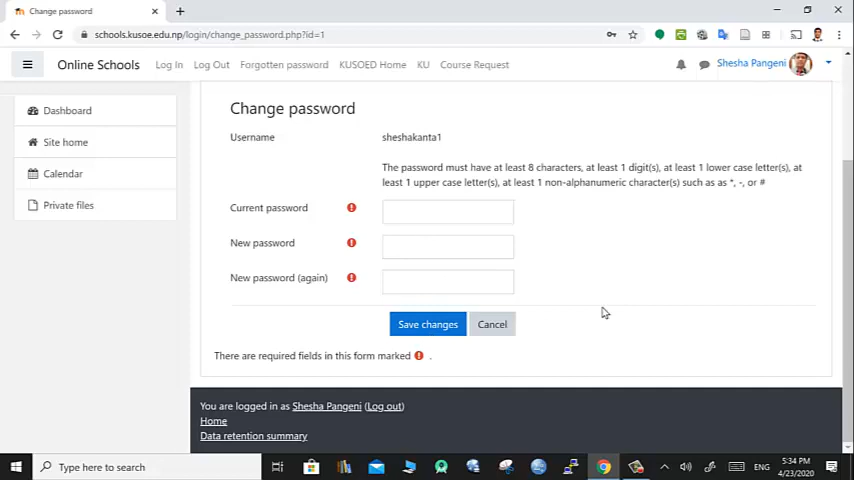 Change password
schools.kusoe.edu.np/login/change_password.php?id=1
Online Schools Log In Log Out Forgotten password KUSOED Home KU Course Request Shesha Pangeni
Dashboard
Site home
Calendar
Private files
Change password
Username sheshakanta1
The password must have at least 8 characters, at least 1 digit(s), at least 1 lower case letter(s), at
least 1 upper case letter(s), at least 1 non-alphanumeric character(s) such as as *, -, or #
Current password
New password
New password (again)
Save changes Cancel
There are required fields in this form marked .
You are logged in as Shesha Pangeni (Log out)
Home
Data retention summary
Type here to search
ENG
5:34 PM
4/23/2020